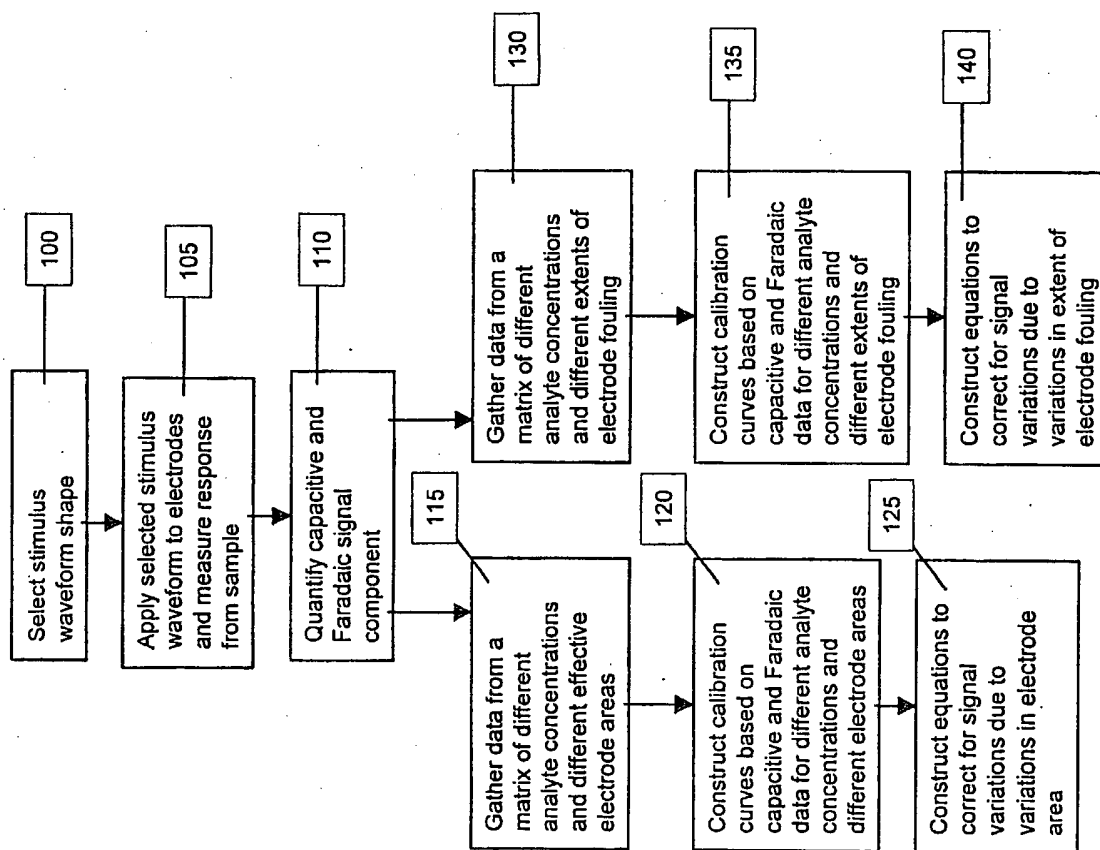 100
Select stimulus
waveform shape
105
Apply selected stimulus
waveform to electrodes
and measure response
from sample
110
Quantify capacitive and
Faradaic signal
component
115
Gather data from a
matrix of different
analyte concentrations
and different effective
electrode areas
120
Construct calibration
curves based on
capacitive and Faradaic
data for different analyte
concentrations and
different electrode areas
125
Construct equations to
correct for signal
variations due to
variations in electrode
area
130
Gather data from a
matrix of different
analyte concentrations
and different extents of
electrode fouling
135
Construct calibration
curves based on
capacitive and Faradaic
data for different analyte
concentrations and
different extents of
electrode fouling
140
Construct equations to
correct for signal
variations due to
variations in extent of
electrode fouling